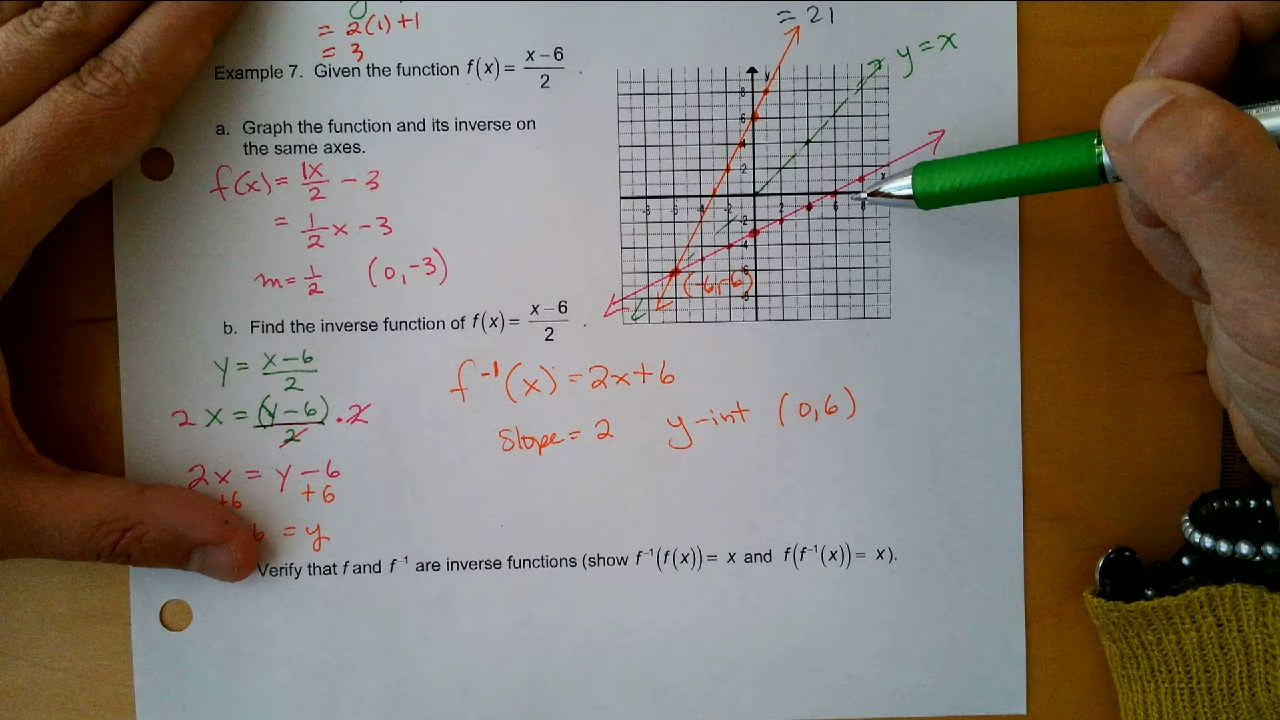 = 2(1)+1
= 3
Example 7. Given the function f(x) = (x − 6)/2 .
a. Graph the function and its inverse on
the same axes.
f(x) = 1x/2 − 3
= 1/2 x − 3
m = 1/2 (0,−3)
= 21
y = x
(-6,-6)
b. Find the inverse function of f(x) = (x − 6)/2 .
y = (x−6)/2
2 x = (y−6)/2 · 2
2x = y − 6
+6 +6
6 = y
f⁻¹(x) = 2x+6
Slope = 2 y-int (0,6)
Verify that f and f⁻¹ are inverse functions (show f⁻¹(f(x)) = x and f(f⁻¹(x)) = x).